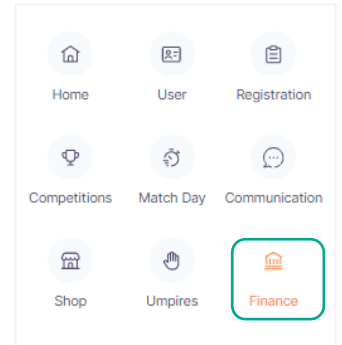 Home User Registration
Competitions Match Day Communication
Shop Umpires Finance